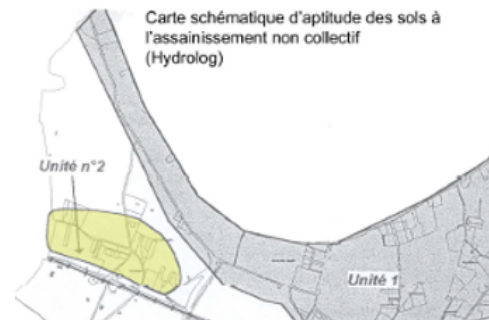 Carte schématique d'aptitude des sols à
l'assainissement non collectif
(Hydrolog)
Unité n°2
Unité 1